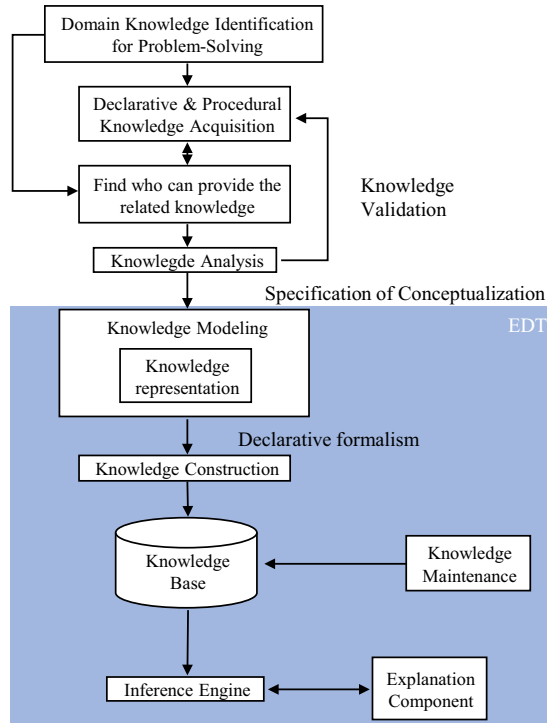 Domain Knowledge Identification
for Problem-Solving
Declarative & Procedural
Knowledge Acquisition
Find who can provide the
related knowledge
Knowledge
Validation
Knowlegde Analysis
Specification of Conceptualization
EDT
Knowledge Modeling
Knowledge
representation
Declarative formalism
Knowledge Construction
Knowledge
Base
Knowledge
Maintenance
Inference Engine
Explanation
Component